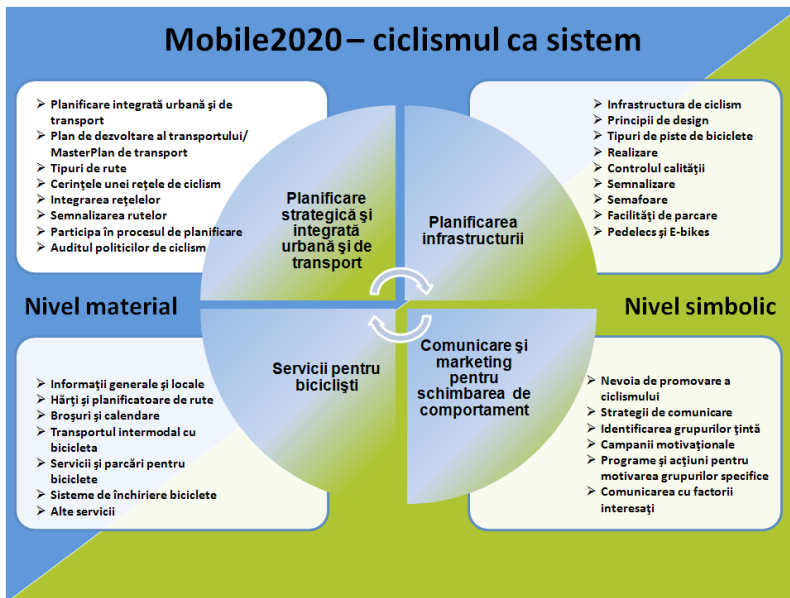 Mobile2020 – ciclismul ca sistem
➢ Planificare integrată urbană şi de
transport
➢ Plan de dezvoltare al transportului/
MasterPlan de transport
➢ Tipuri de rute
➢ Cerinţele unei reţele de ciclism
➢ Integrarea reţelelor
➢ Semnalizarea rutelor
➢ Participa în procesul de planificare
➢ Auditul politicilor de ciclism
Planificare
strategică şi
integrată
urbană şi de
transport
Planificarea
infrastructurii
➢ Infrastructura de ciclism
➢ Principii de design
➢ Tipuri de piste de biciclete
➢ Realizare
➢ Controlul calităţii
➢ Semnalizare
➢ Semafoare
➢ Facilităţi de parcare
➢ Pedelecs şi E-bikes
Nivel material
Nivel simbolic
➢ Informaţii generale şi locale
➢ Hărţi şi planificatoare de rute
➢ Broşuri şi calendare
➢ Transportul intermodal cu
bicicleta
➢ Servicii şi parcări pentru
biciclete
➢ Sisteme de închiriere biciclete
➢ Alte servicii
Servicii pentru
biciclişti
Comunicare şi
marketing
pentru
schimbarea de
comportament
➢ Nevoia de promovare a
ciclismului
➢ Strategii de comunicare
➢ Identificarea grupurilor ţintă
➢ Campanii motivaţionale
➢ Programe şi acţiuni pentru
motivarea grupurilor specifice
➢ Comunicarea cu factorii
interesaţi